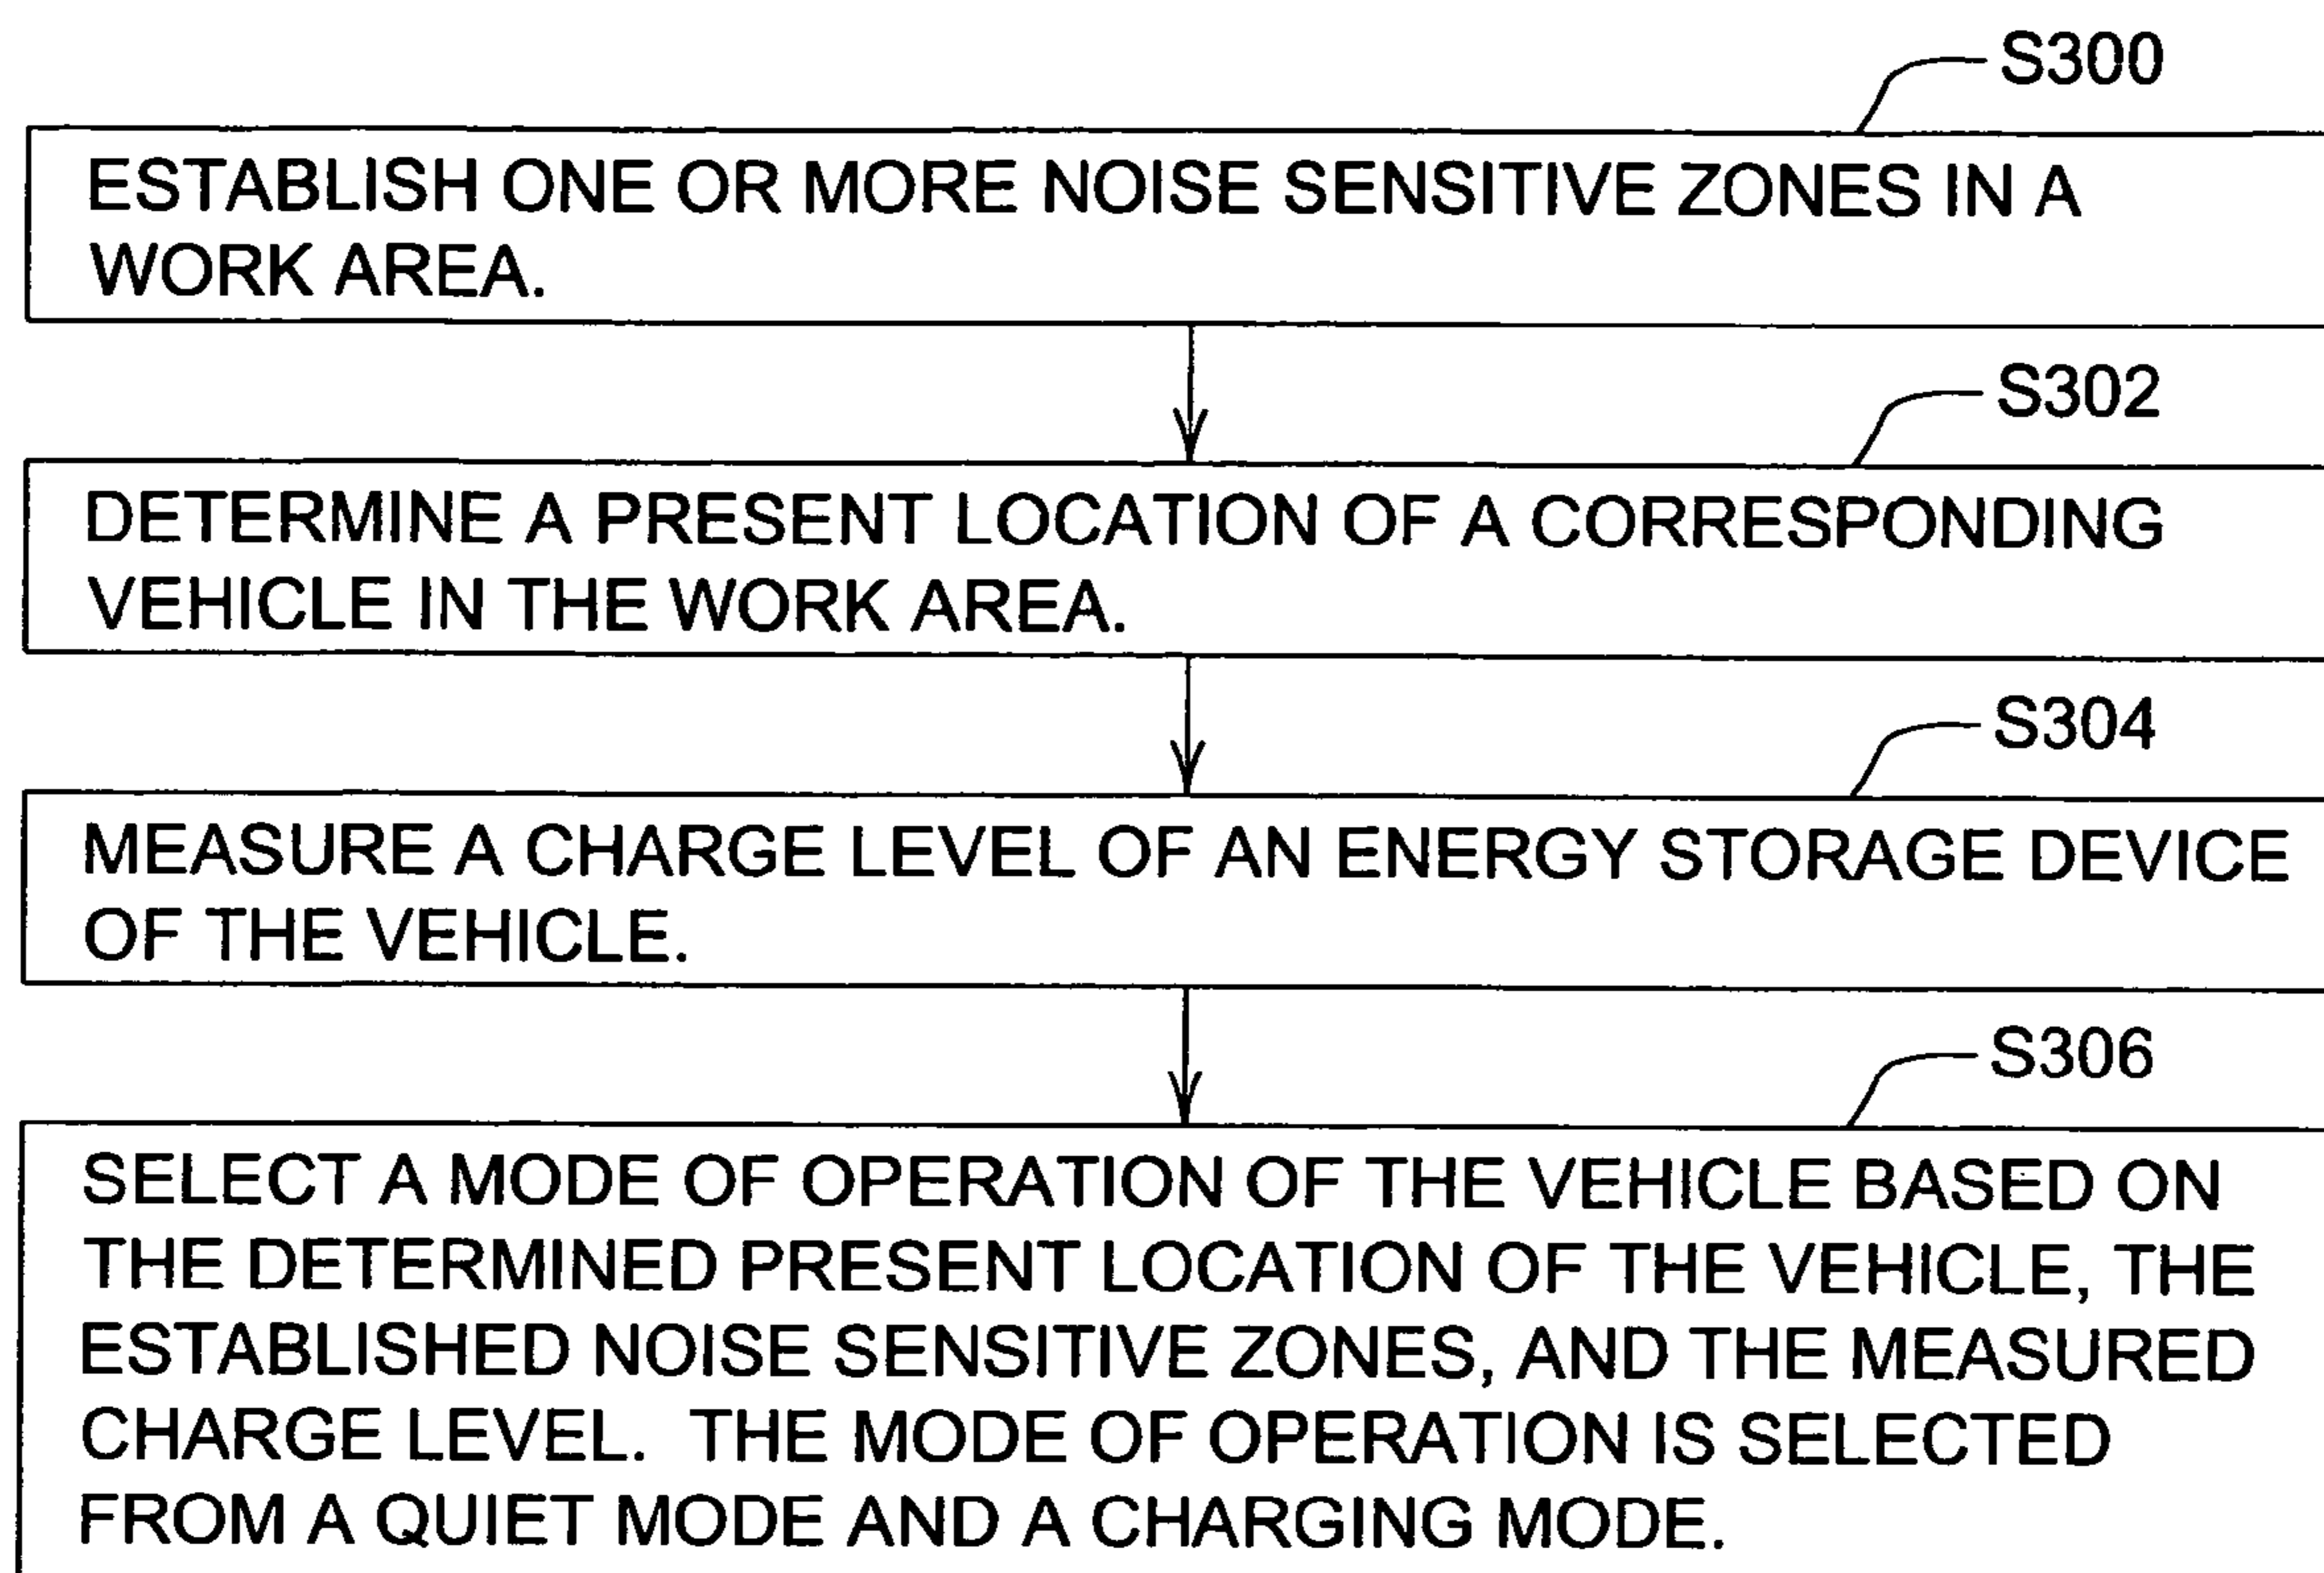 S300
ESTABLISH ONE OR MORE NOISE SENSITIVE ZONES IN A
WORK AREA.
S302
DETERMINE A PRESENT LOCATION OF A CORRESPONDING
VEHICLE IN THE WORK AREA.
S304
MEASURE A CHARGE LEVEL OF AN ENERGY STORAGE DEVICE
OF THE VEHICLE.
S306
SELECT A MODE OF OPERATION OF THE VEHICLE BASED ON
THE DETERMINED PRESENT LOCATION OF THE VEHICLE, THE
ESTABLISHED NOISE SENSITIVE ZONES, AND THE MEASURED
CHARGE LEVEL.  THE MODE OF OPERATION IS SELECTED
FROM A QUIET MODE AND A CHARGING MODE.